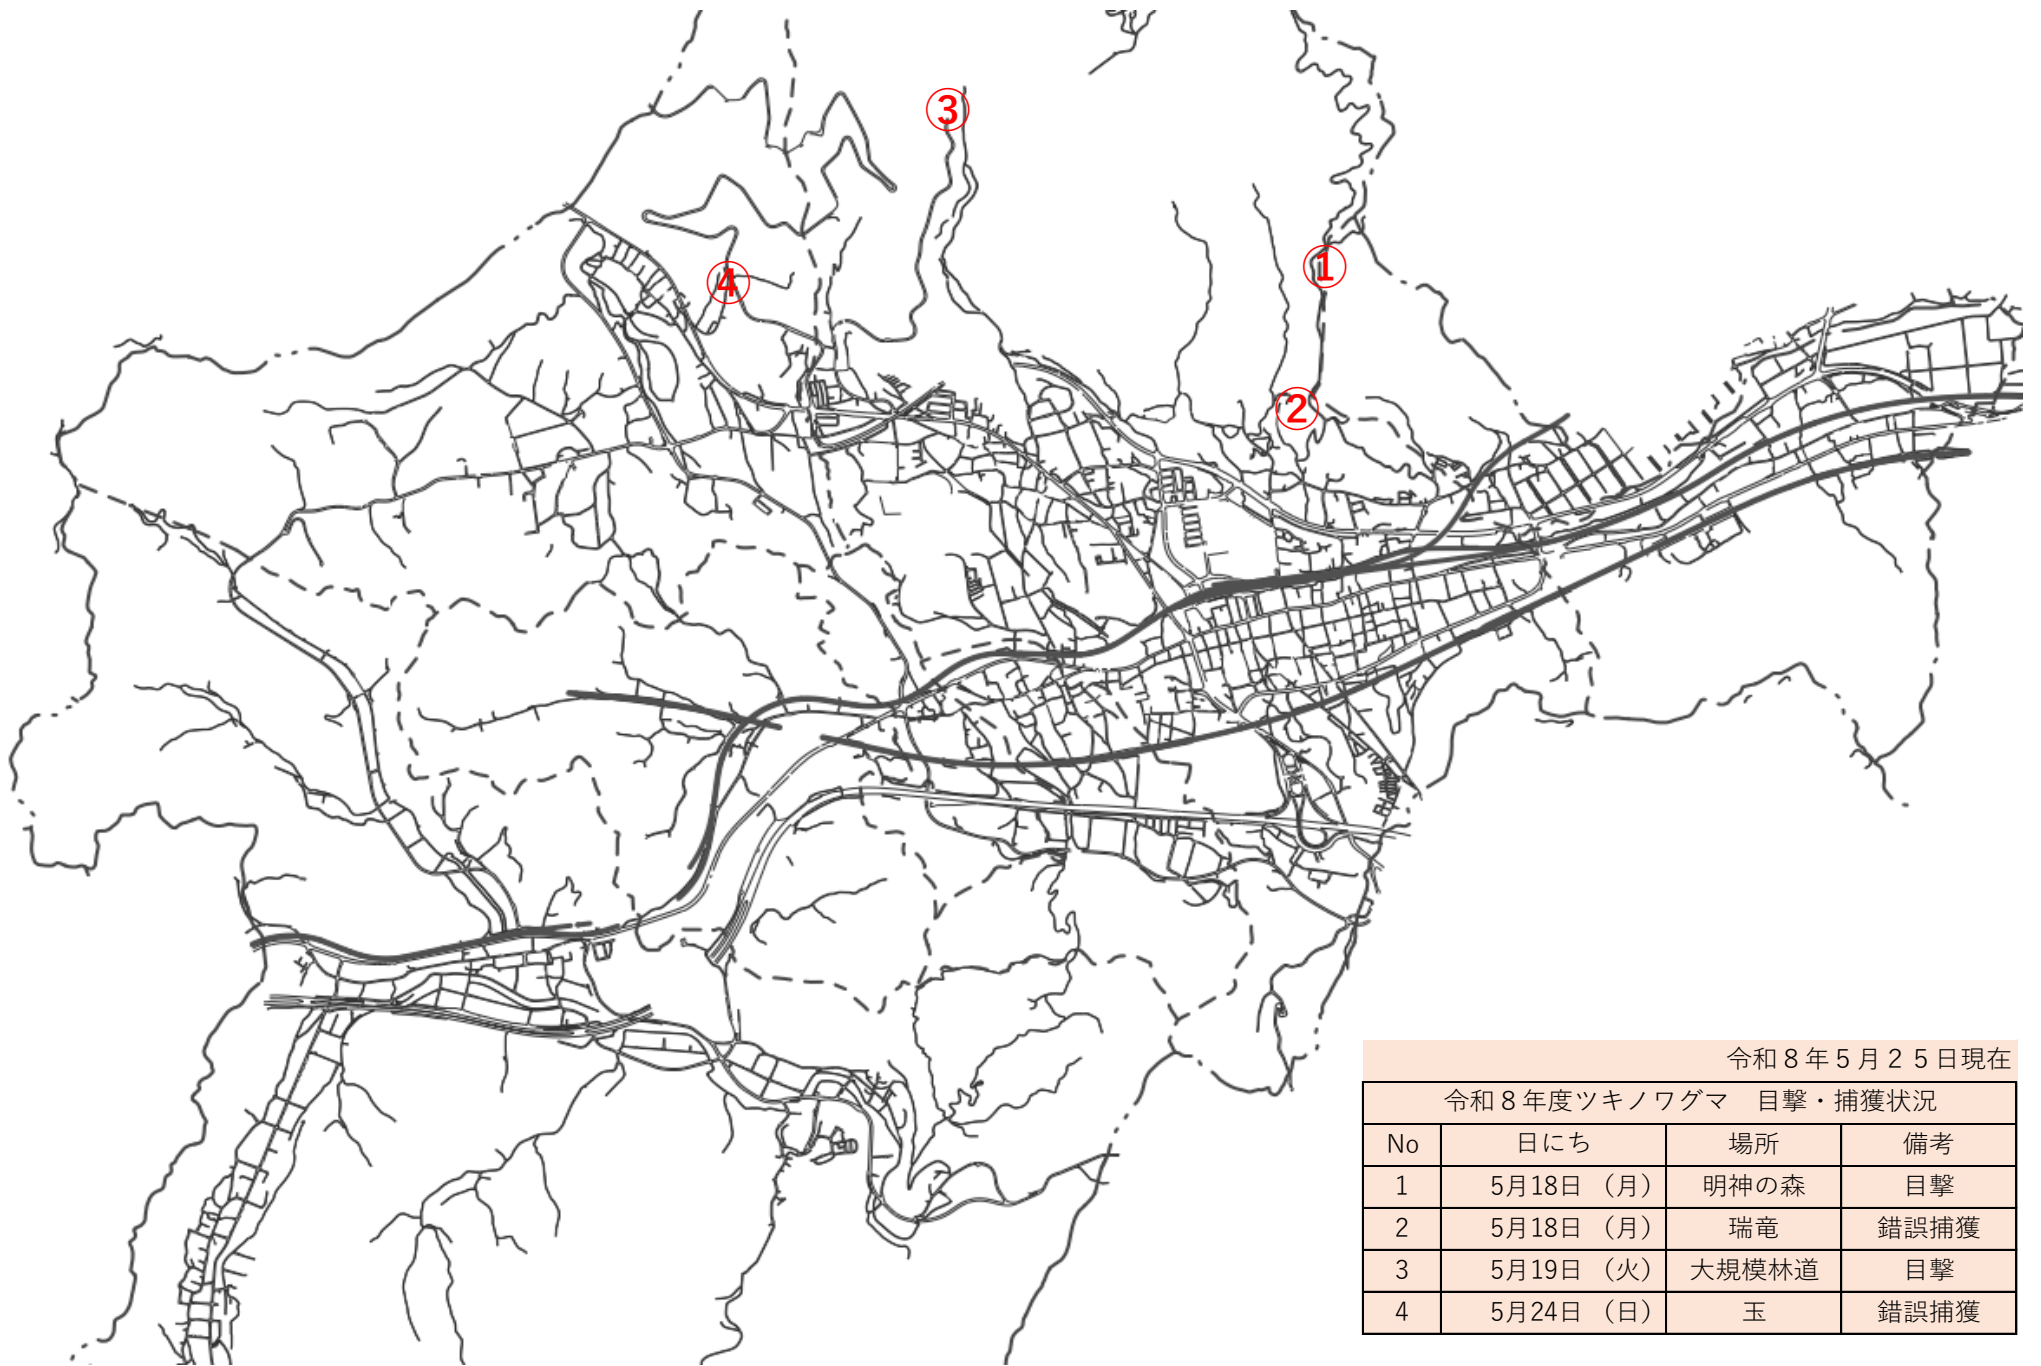 ③
①
④
②
令和８年５月２５日現在
令和８年度ツキノワグマ　目撃・捕獲状況
No 日にち 場所 備考
1 5月18日 （月） 明神の森 目撃
2 5月18日 （月） 瑞竜 錯誤捕獲
3 5月19日 （火） 大規模林道 目撃
4 5月24日 （日） 玉 錯誤捕獲